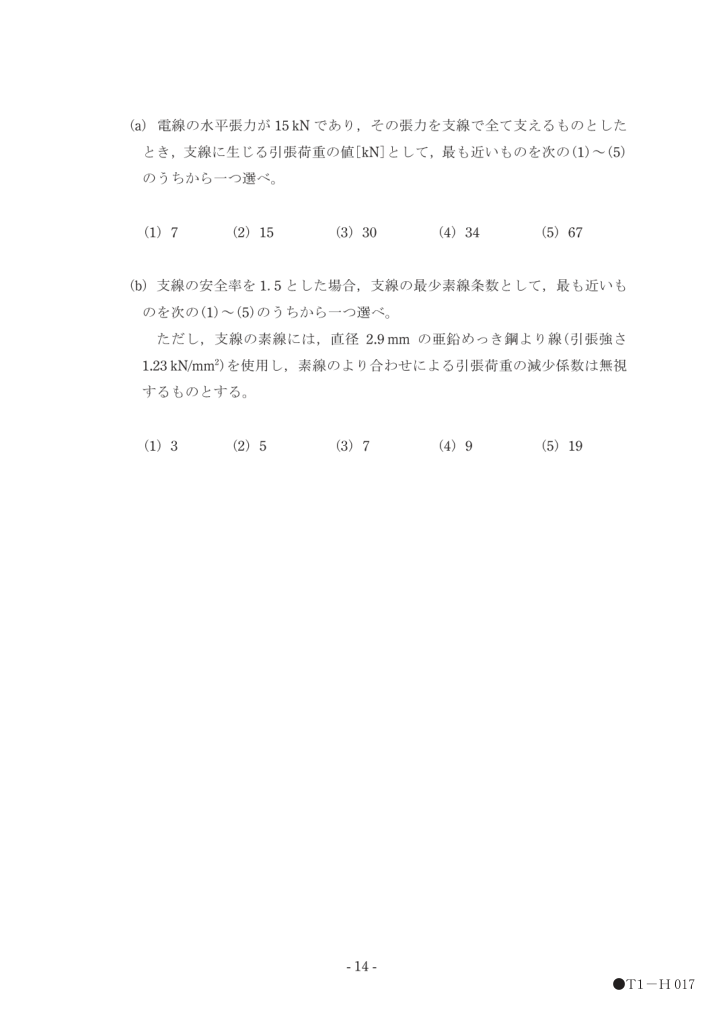 (a) 電線の水平張力が 15 kN であり，その張力を支線で全て支えるものとした
とき，支線に生じる引張荷重の値[kN]として，最も近いものを次の(1)～(5)
のうちから一つ選べ。
(1) 7 (2) 15 (3) 30 (4) 34 (5) 67
(b) 支線の安全率を 1.5 とした場合，支線の最少素線条数として，最も近いも
のを次の(1)～(5)のうちから一つ選べ。
ただし，支線の素線には，直径 2.9 mm の亜鉛めっき鋼より線(引張強さ
1.23 kN/mm²)を使用し，素線のより合わせによる引張荷重の減少係数は無視
するものとする。
(1) 3 (2) 5 (3) 7 (4) 9 (5) 19
- 14 -
●T1－H 017